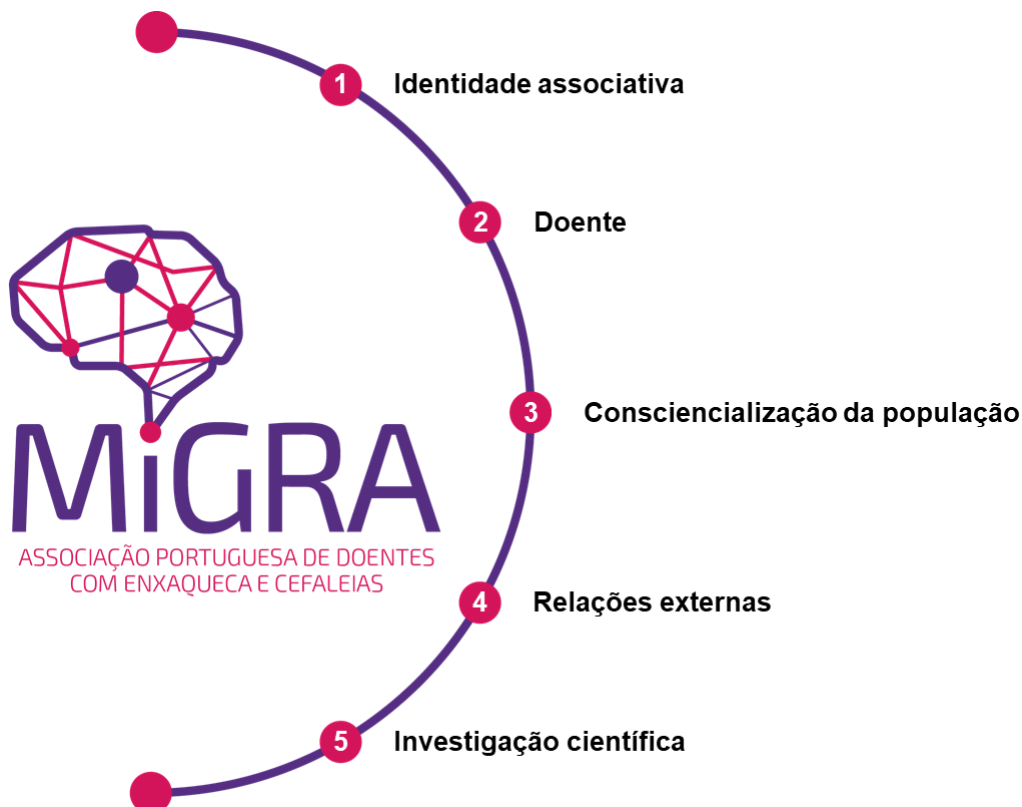 1 Identidade associativa
2 Doente
3 Consciencialização da população
MiGRA
ASSOCIAÇÃO PORTUGUESA DE DOENTES
COM ENXAQUECA E CEFALEIAS
4 Relações externas
5 Investigação científica